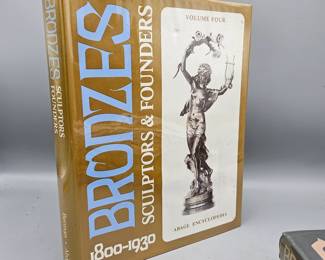 BRONZES
SCULPTORS
FOUNDERS
BRONZES
SCULPTORS & FOUNDERS
1800-1930
VOLUME FOUR
ABAGE ENCYCLOPEDIA